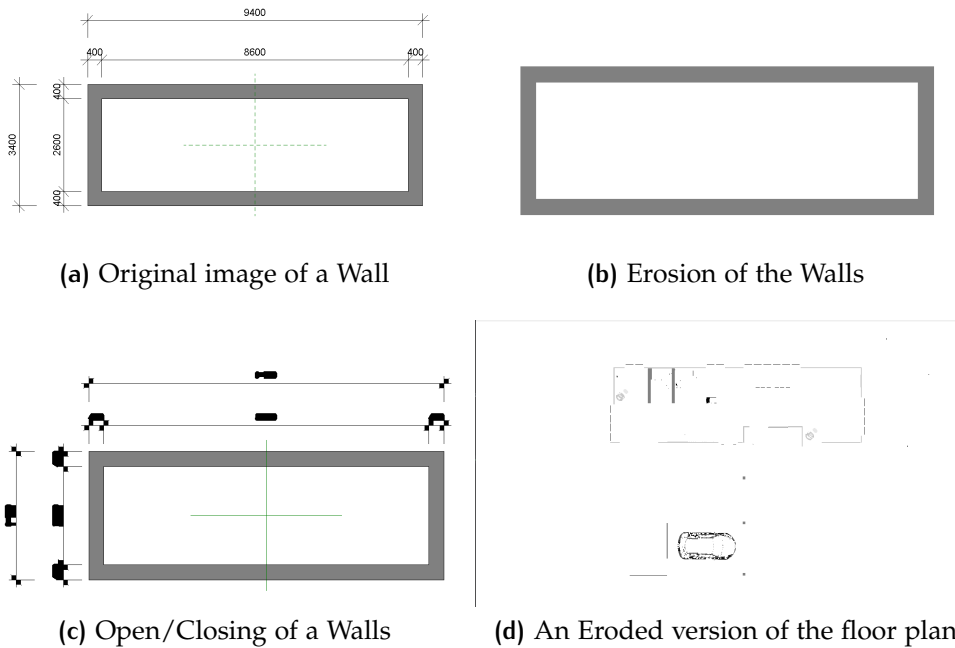 9400
400 8600 400
400
3400
2600
400
(a) Original image of a Wall
(b) Erosion of the Walls
(c) Open/Closing of a Walls
(d) An Eroded version of the floor plan